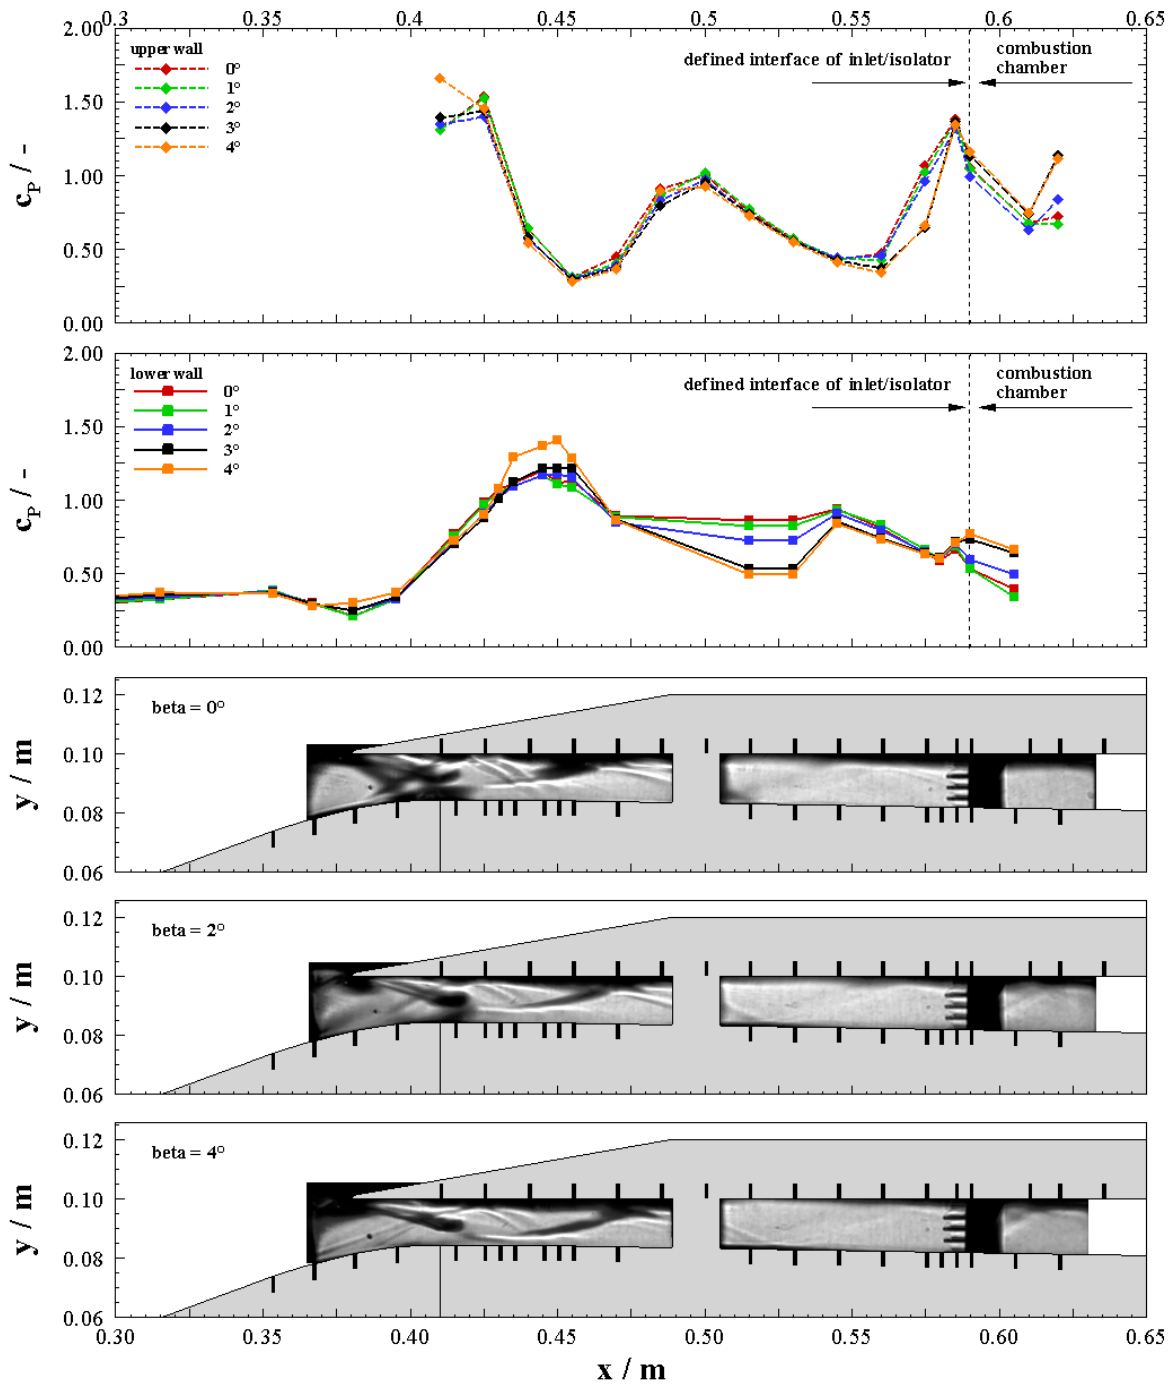 0.3 0.35 0.4 0.45 0.5 0.55 0.6 0.65
2.00
upper wall
0°
1°
2°
3°
4°
defined interface of inlet/isolator
combustion
chamber
1.50
1.00
0.50
0.00
cP / -
2.00
lower wall
0°
1°
2°
3°
4°
defined interface of inlet/isolator
combustion
chamber
1.50
1.00
0.50
0.00
cP / -
beta = 0°
0.12
0.10
0.08
0.06
y / m
beta = 2°
0.12
0.10
0.08
0.06
y / m
beta = 4°
0.12
0.10
0.08
0.06
y / m
0.30 0.35 0.40 0.45 0.50 0.55 0.60 0.65
x / m